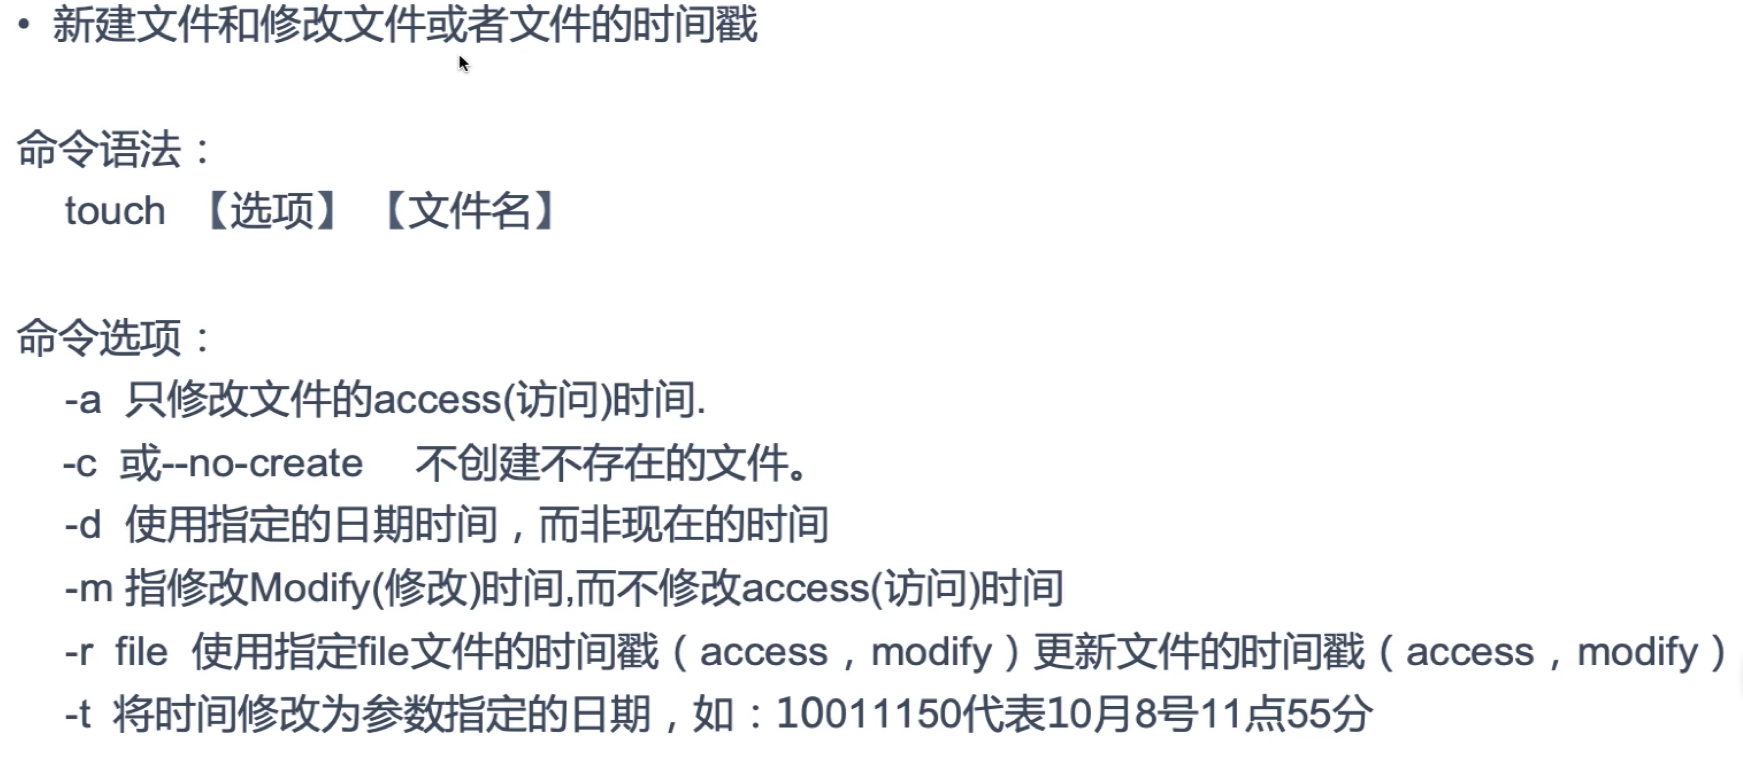 • 新建文件和修改文件或者文件的时间戳
命令语法：
touch 【选项】 【文件名】
命令选项：
-a 只修改文件的access(访问)时间.
-c 或--no-create 不创建不存在的文件。
-d 使用指定的日期时间，而非现在的时间
-m 指修改Modify(修改)时间,而不修改access(访问)时间
-r file 使用指定file文件的时间戳（access，modify）更新文件的时间戳（access，modify）
-t 将时间修改为参数指定的日期，如：10011150代表10月8号11点55分